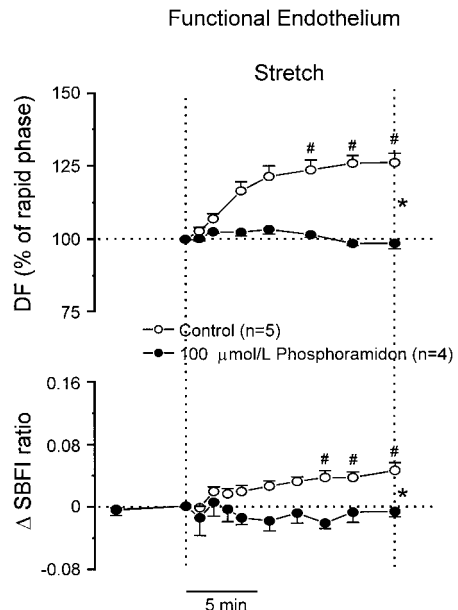 Functional Endothelium
Stretch
DF (% of rapid phase)
150
125
100
75
# # #
*
Control (n=5)
100 μmol/L Phosphoramidon (n=4)
Δ SBFI ratio
0.16
0.08
0
-0.08
# # #
*
5 min